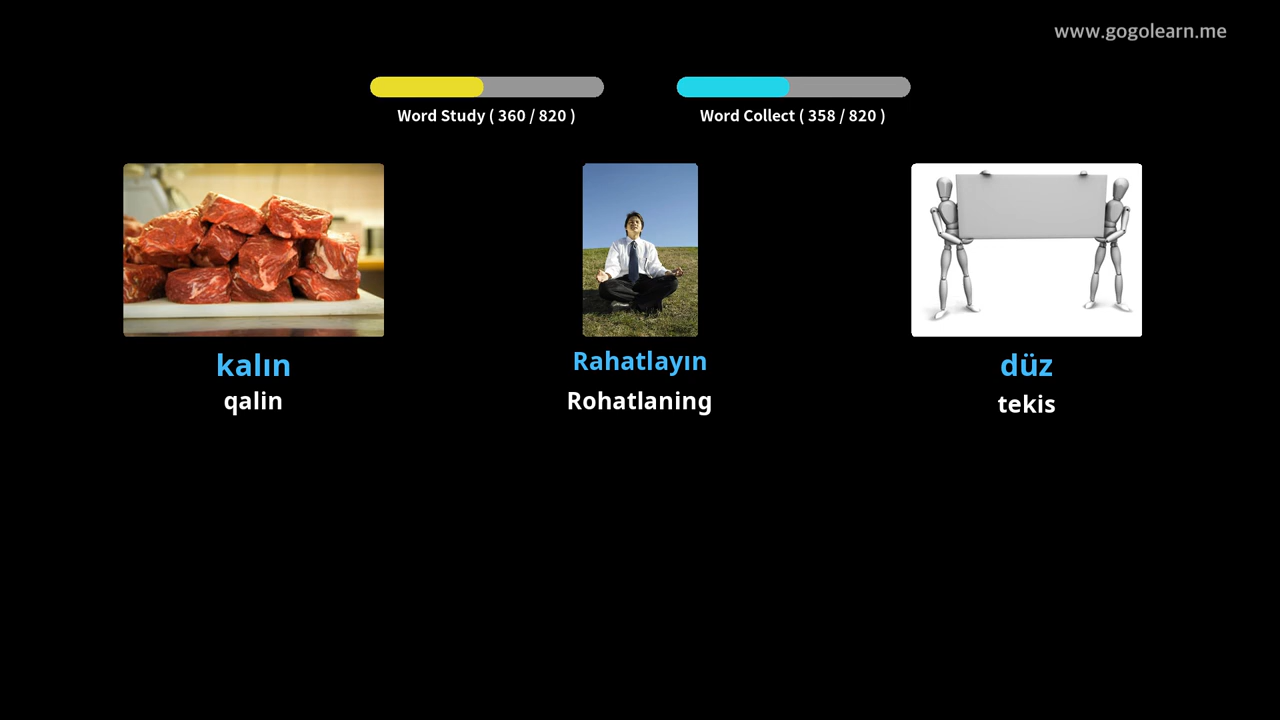 www.gogolearn.me
Word Study ( 360 / 820 )
Word Collect ( 358 / 820 )
kalın
qalin
Rahatlayın
Rohatlaning
düz
tekis